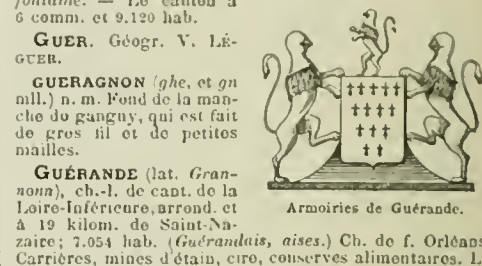 fontaine. — Le canton a
6 comm. et 9.120 hab.
GUER. Géogr. V. LÉ-
GUER.
GUERAGNON (ghe, et gn
mll.) n. m. Fond de la man-
che du ganguy, qui est fait
de gros fil et de petites
mailles.
GUÉRANDE (lat. Gran-
nona), ch.-l. de cant. de la
Loire-Inférieure, arrond. et
à 19 kilom. de Saint-Na-
zaire; 7.054 hab. (Guérandais, aises.) Ch. de f. Orléans
Carrières, mines d'étain, cire, conserves alimentaires. L
Armoiries de Guérande.